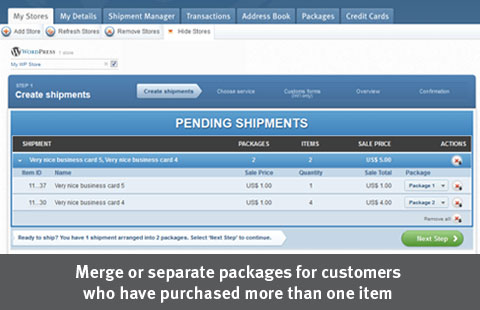 My Stores My Details Shipment Manager Transactions Address Book Packages Credit Cards
Add Store Refresh Stores Remove Stores Hide Stores
WORDPRESS 1 store
My WP Store
STEP 1
Create shipments
Create shipments Choose service Customs forms Overview Confirmation
(INT only)
PENDING SHIPMENTS
SHIPMENT PACKAGES ITEMS SALE PRICE ACTIONS
Very nice business card 5, Very nice business card 4 2 2 US$ 5.00
Item ID Name Sale Price Quantity Sale Total Package
11...37 Very nice business card 5 US$ 1.00 1 US$ 1.00 Package 1
11...30 Very nice business card 4 US$ 1.00 4 US$ 4.00 Package 2
Remove all:
Ready to ship? You have 1 shipment arranged into 2 packages. Select 'Next Step' to continue.
Next Step
Merge or separate packages for customers
who have purchased more than one item